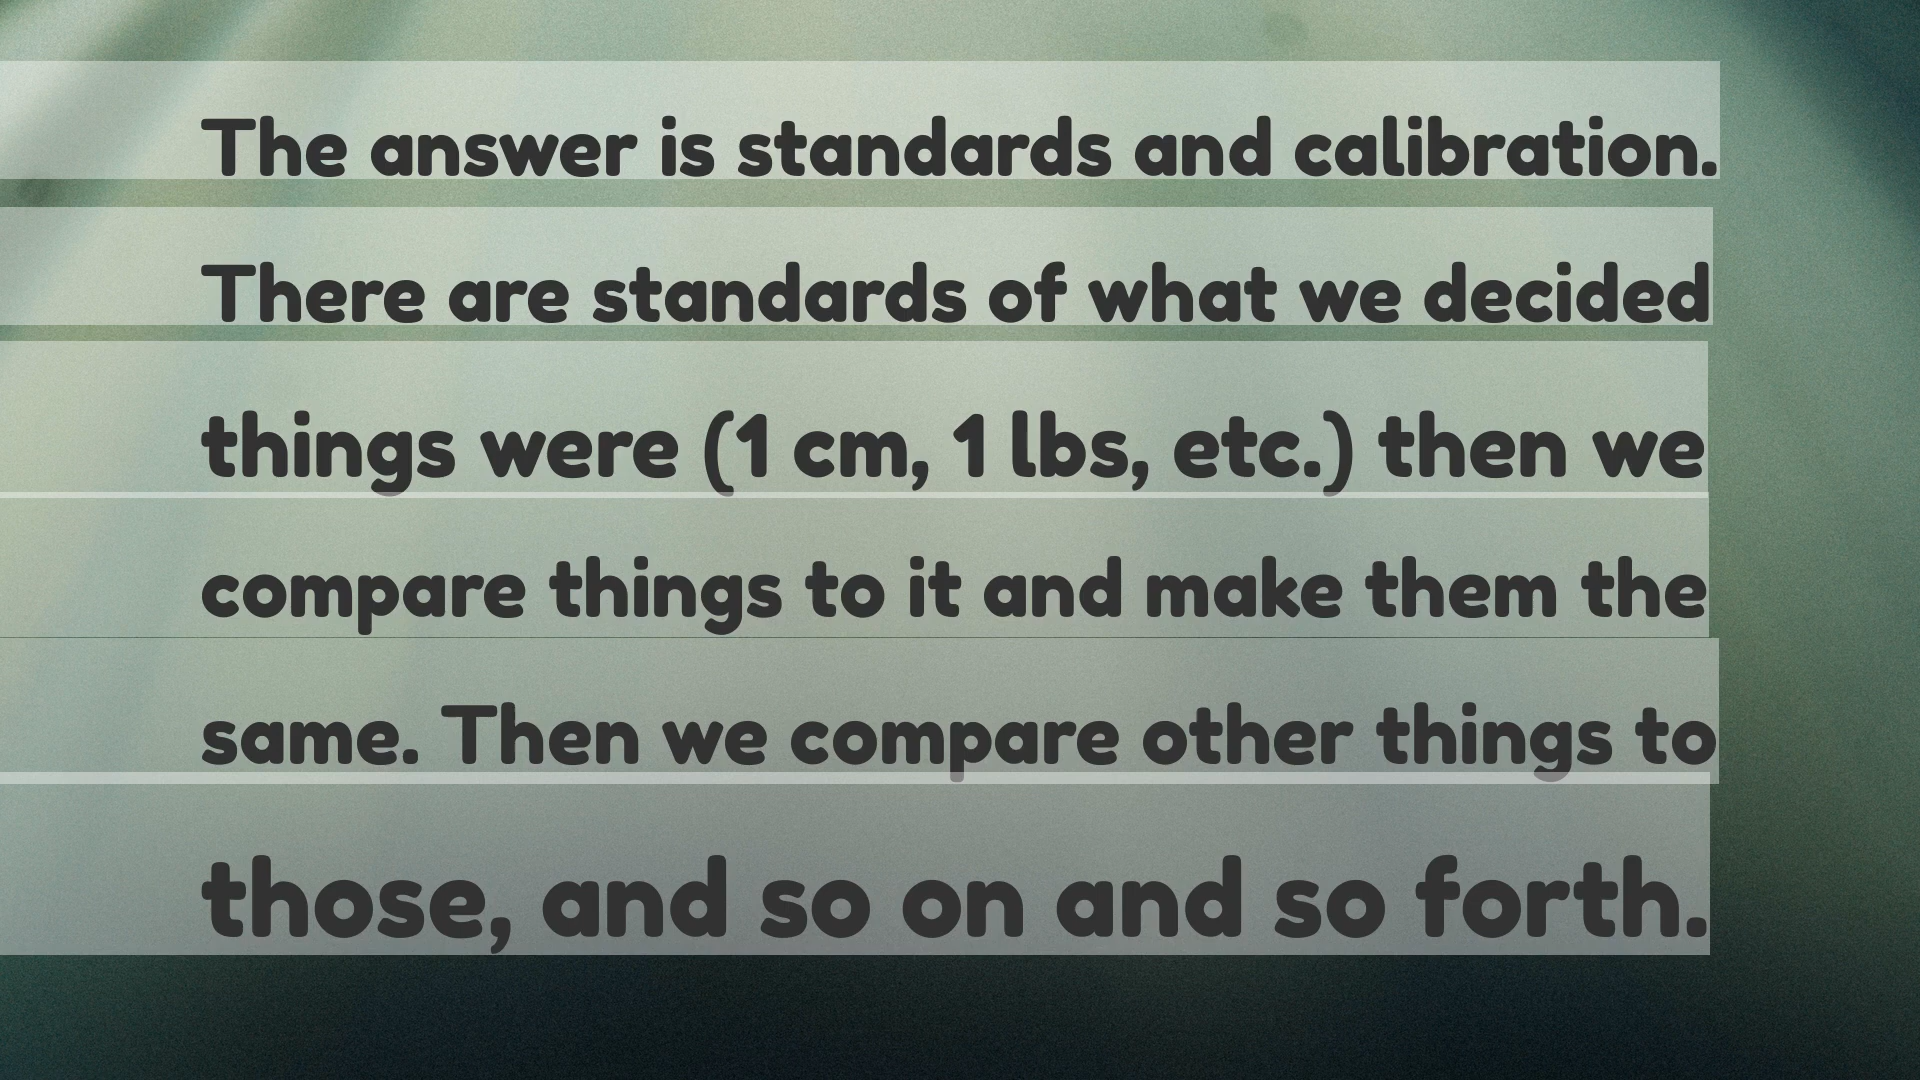 The answer is standards and calibration.
There are standards of what we decided
things were (1 cm, 1 lbs, etc.) then we
compare things to it and make them the
same. Then we compare other things to
those, and so on and so forth.